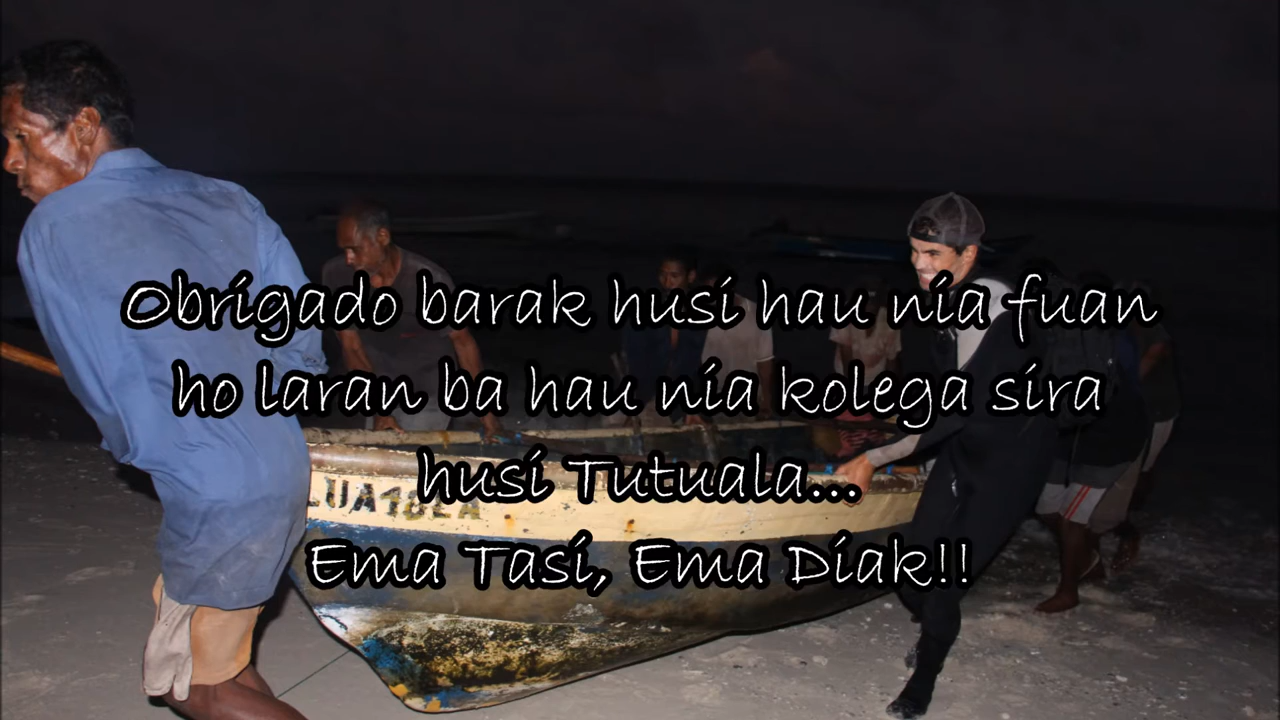 Obrigado barak husi hau nia fuan
ho laran ba hau nia kolega sira
husi Tutuala...
Ema Tasi, Ema Diak!!